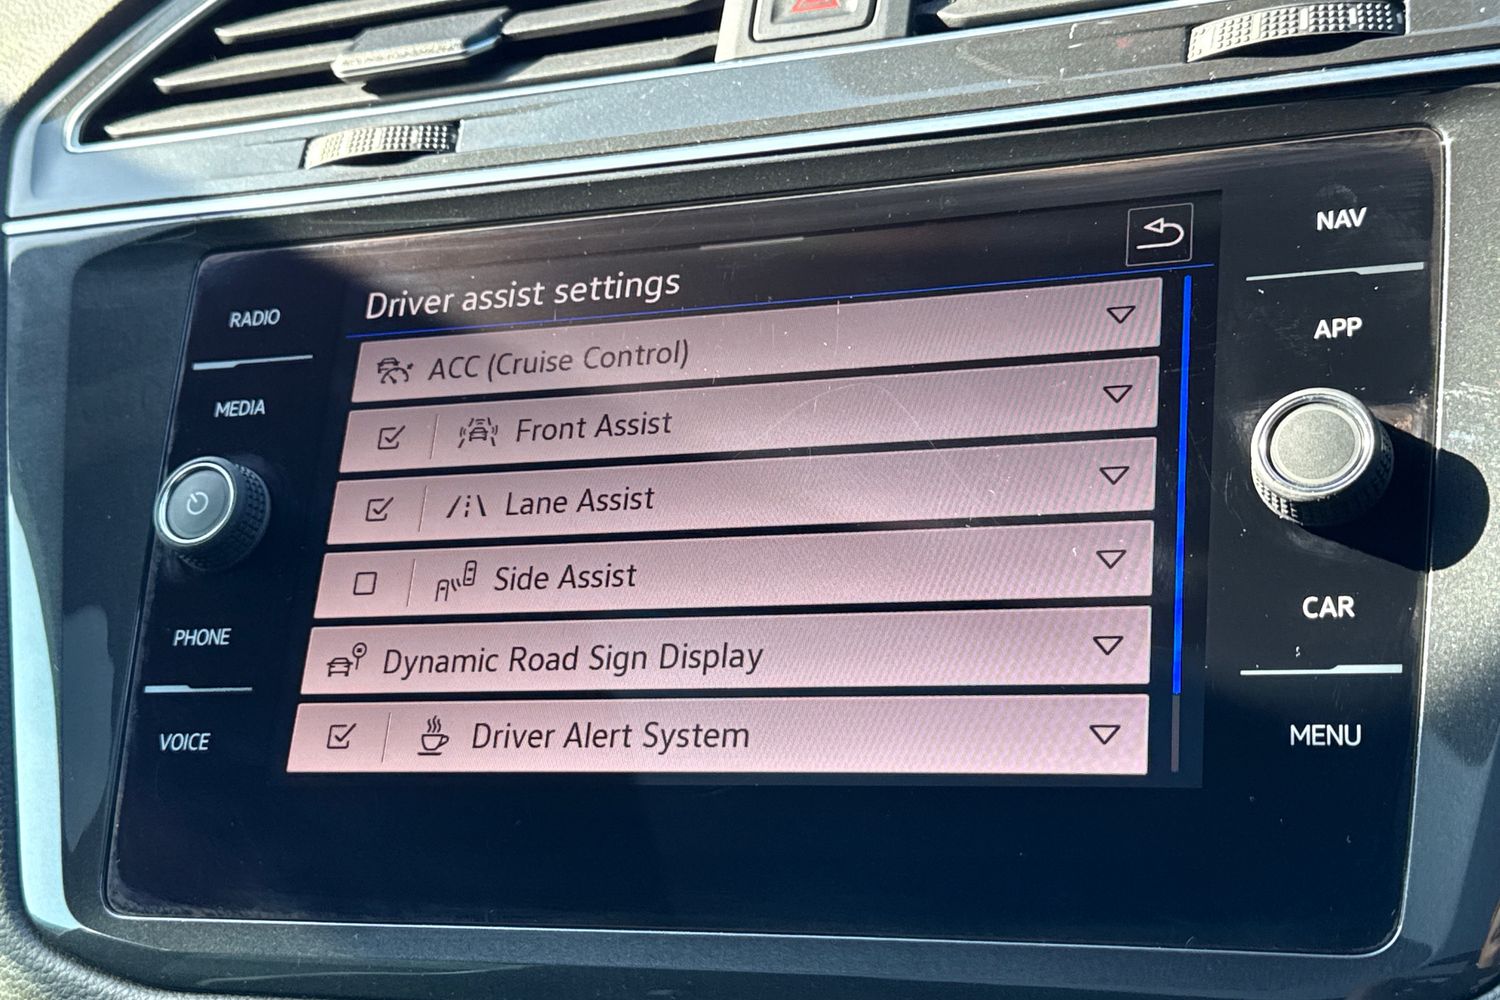 Driver assist settings
ACC (Cruise Control)
Front Assist
Lane Assist
Side Assist
Dynamic Road Sign Display
Driver Alert System
RADIO
MEDIA
PHONE
VOICE
NAV
APP
CAR
MENU